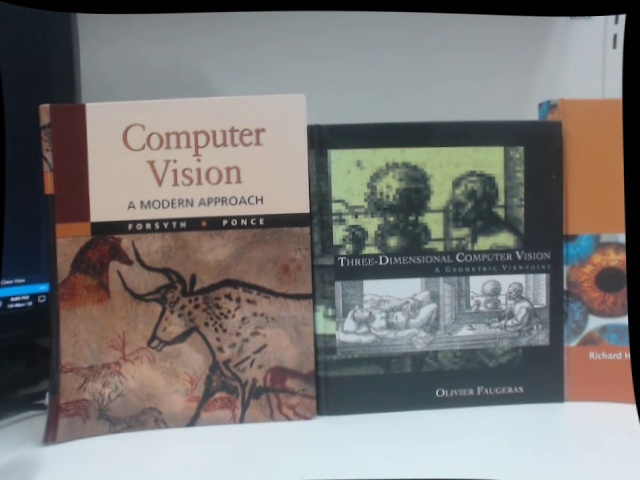 Computer
Vision
A MODERN APPROACH
FORSYTH PONCE
THREE-DIMENSIONAL COMPUTER VISION
A GEOMETRIC VIEWPOINT
OLIVIER FAUGERAS
Richard H